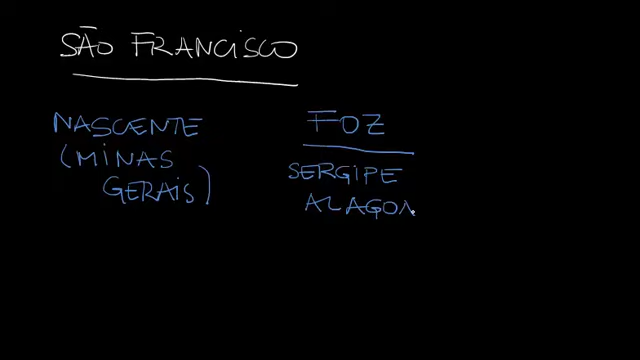 SÃO FRANCISCO
NASCENTE
(MINAS
GERAIS)
FOZ
SERGIPE
ALAGOA